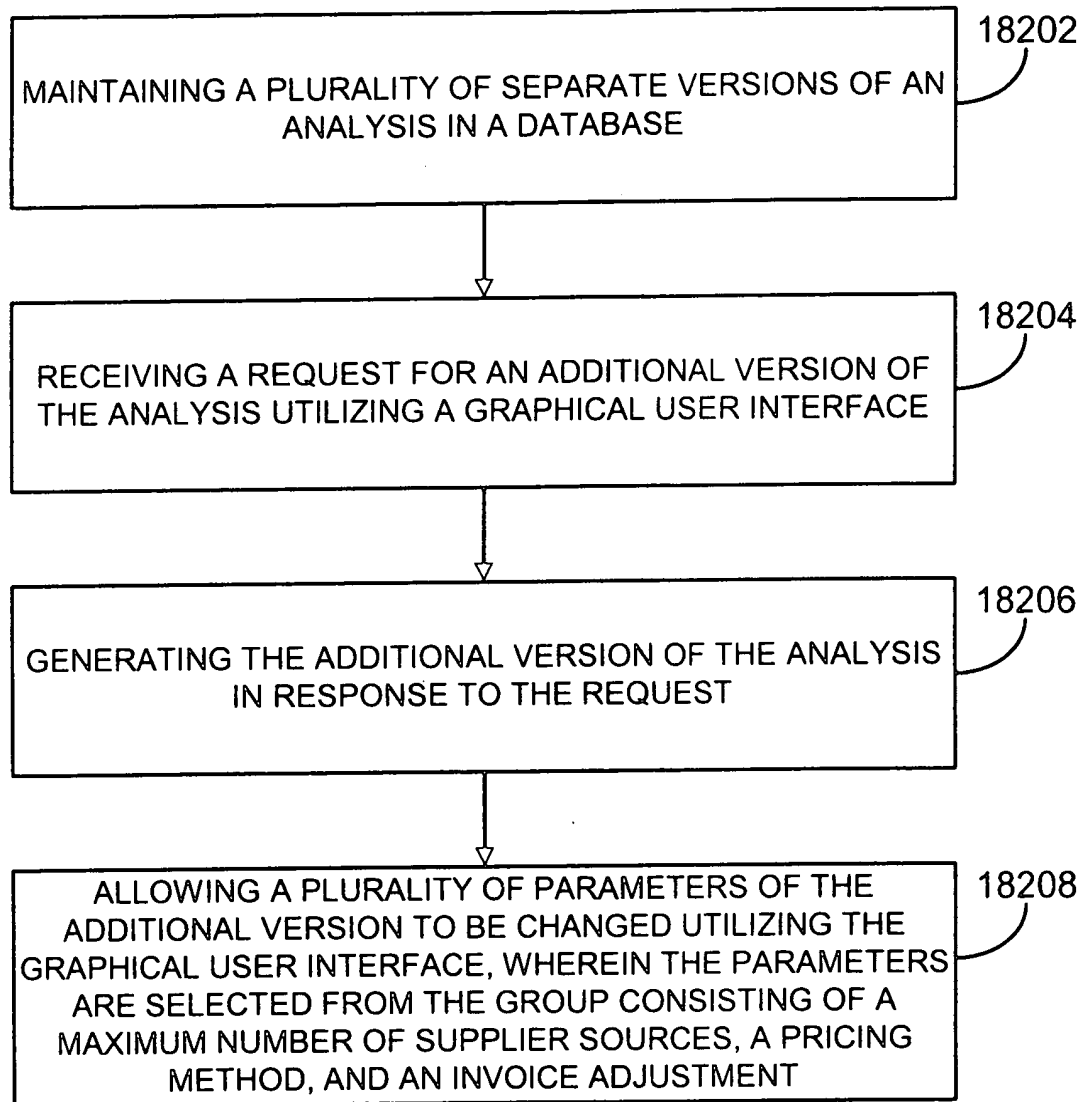 18202
MAINTAINING A PLURALITY OF SEPARATE VERSIONS OF AN
ANALYSIS IN A DATABASE
18204
RECEIVING A REQUEST FOR AN ADDITIONAL VERSION OF
THE ANALYSIS UTILIZING A GRAPHICAL USER INTERFACE
18206
GENERATING THE ADDITIONAL VERSION OF THE ANALYSIS
IN RESPONSE TO THE REQUEST
18208
ALLOWING A PLURALITY OF PARAMETERS OF THE
ADDITIONAL VERSION TO BE CHANGED UTILIZING THE
GRAPHICAL USER INTERFACE, WHEREIN THE PARAMETERS
ARE SELECTED FROM THE GROUP CONSISTING OF A
MAXIMUM NUMBER OF SUPPLIER SOURCES, A PRICING
METHOD, AND AN INVOICE ADJUSTMENT